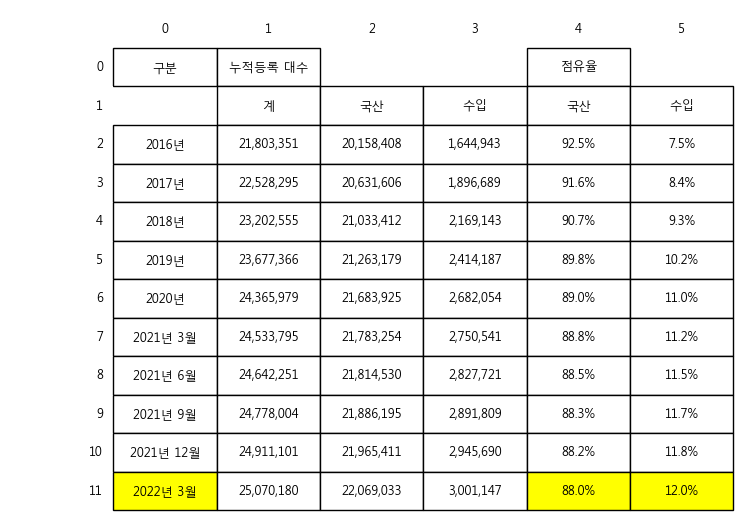 0 1 2 3 4 5
0 구분 누적등록 대수 점유율
1 계 국산 수입 국산 수입
2 2016년 21,803,351 20,158,408 1,644,943 92.5% 7.5%
3 2017년 22,528,295 20,631,606 1,896,689 91.6% 8.4%
4 2018년 23,202,555 21,033,412 2,169,143 90.7% 9.3%
5 2019년 23,677,366 21,263,179 2,414,187 89.8% 10.2%
6 2020년 24,365,979 21,683,925 2,682,054 89.0% 11.0%
7 2021년 3월 24,533,795 21,783,254 2,750,541 88.8% 11.2%
8 2021년 6월 24,642,251 21,814,530 2,827,721 88.5% 11.5%
9 2021년 9월 24,778,004 21,886,195 2,891,809 88.3% 11.7%
10 2021년 12월 24,911,101 21,965,411 2,945,690 88.2% 11.8%
11 2022년 3월 25,070,180 22,069,033 3,001,147 88.0% 12.0%